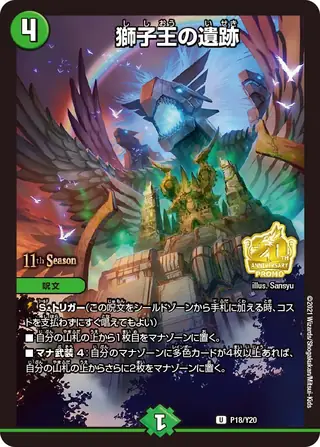 4
獅子王の遺跡
ししおう いせき
11th Season
呪文
20TH
ANNIVERSARY
PROMO
illus. Sansyu
S・トリガー(この呪文をシールドゾーンから手札に加える時、コス
トを支払わずにすぐ唱えてもよい)
■自分の山札の上から1枚目をマナゾーンに置く。
■マナ武装 4:自分のマナゾーンに多色カードが4枚以上あれば、
自分の山札の上からさらに2枚をマナゾーンに置く。
©2021 Wizards/Shogakukan/Mitsui-Kids
1
U P18/Y20